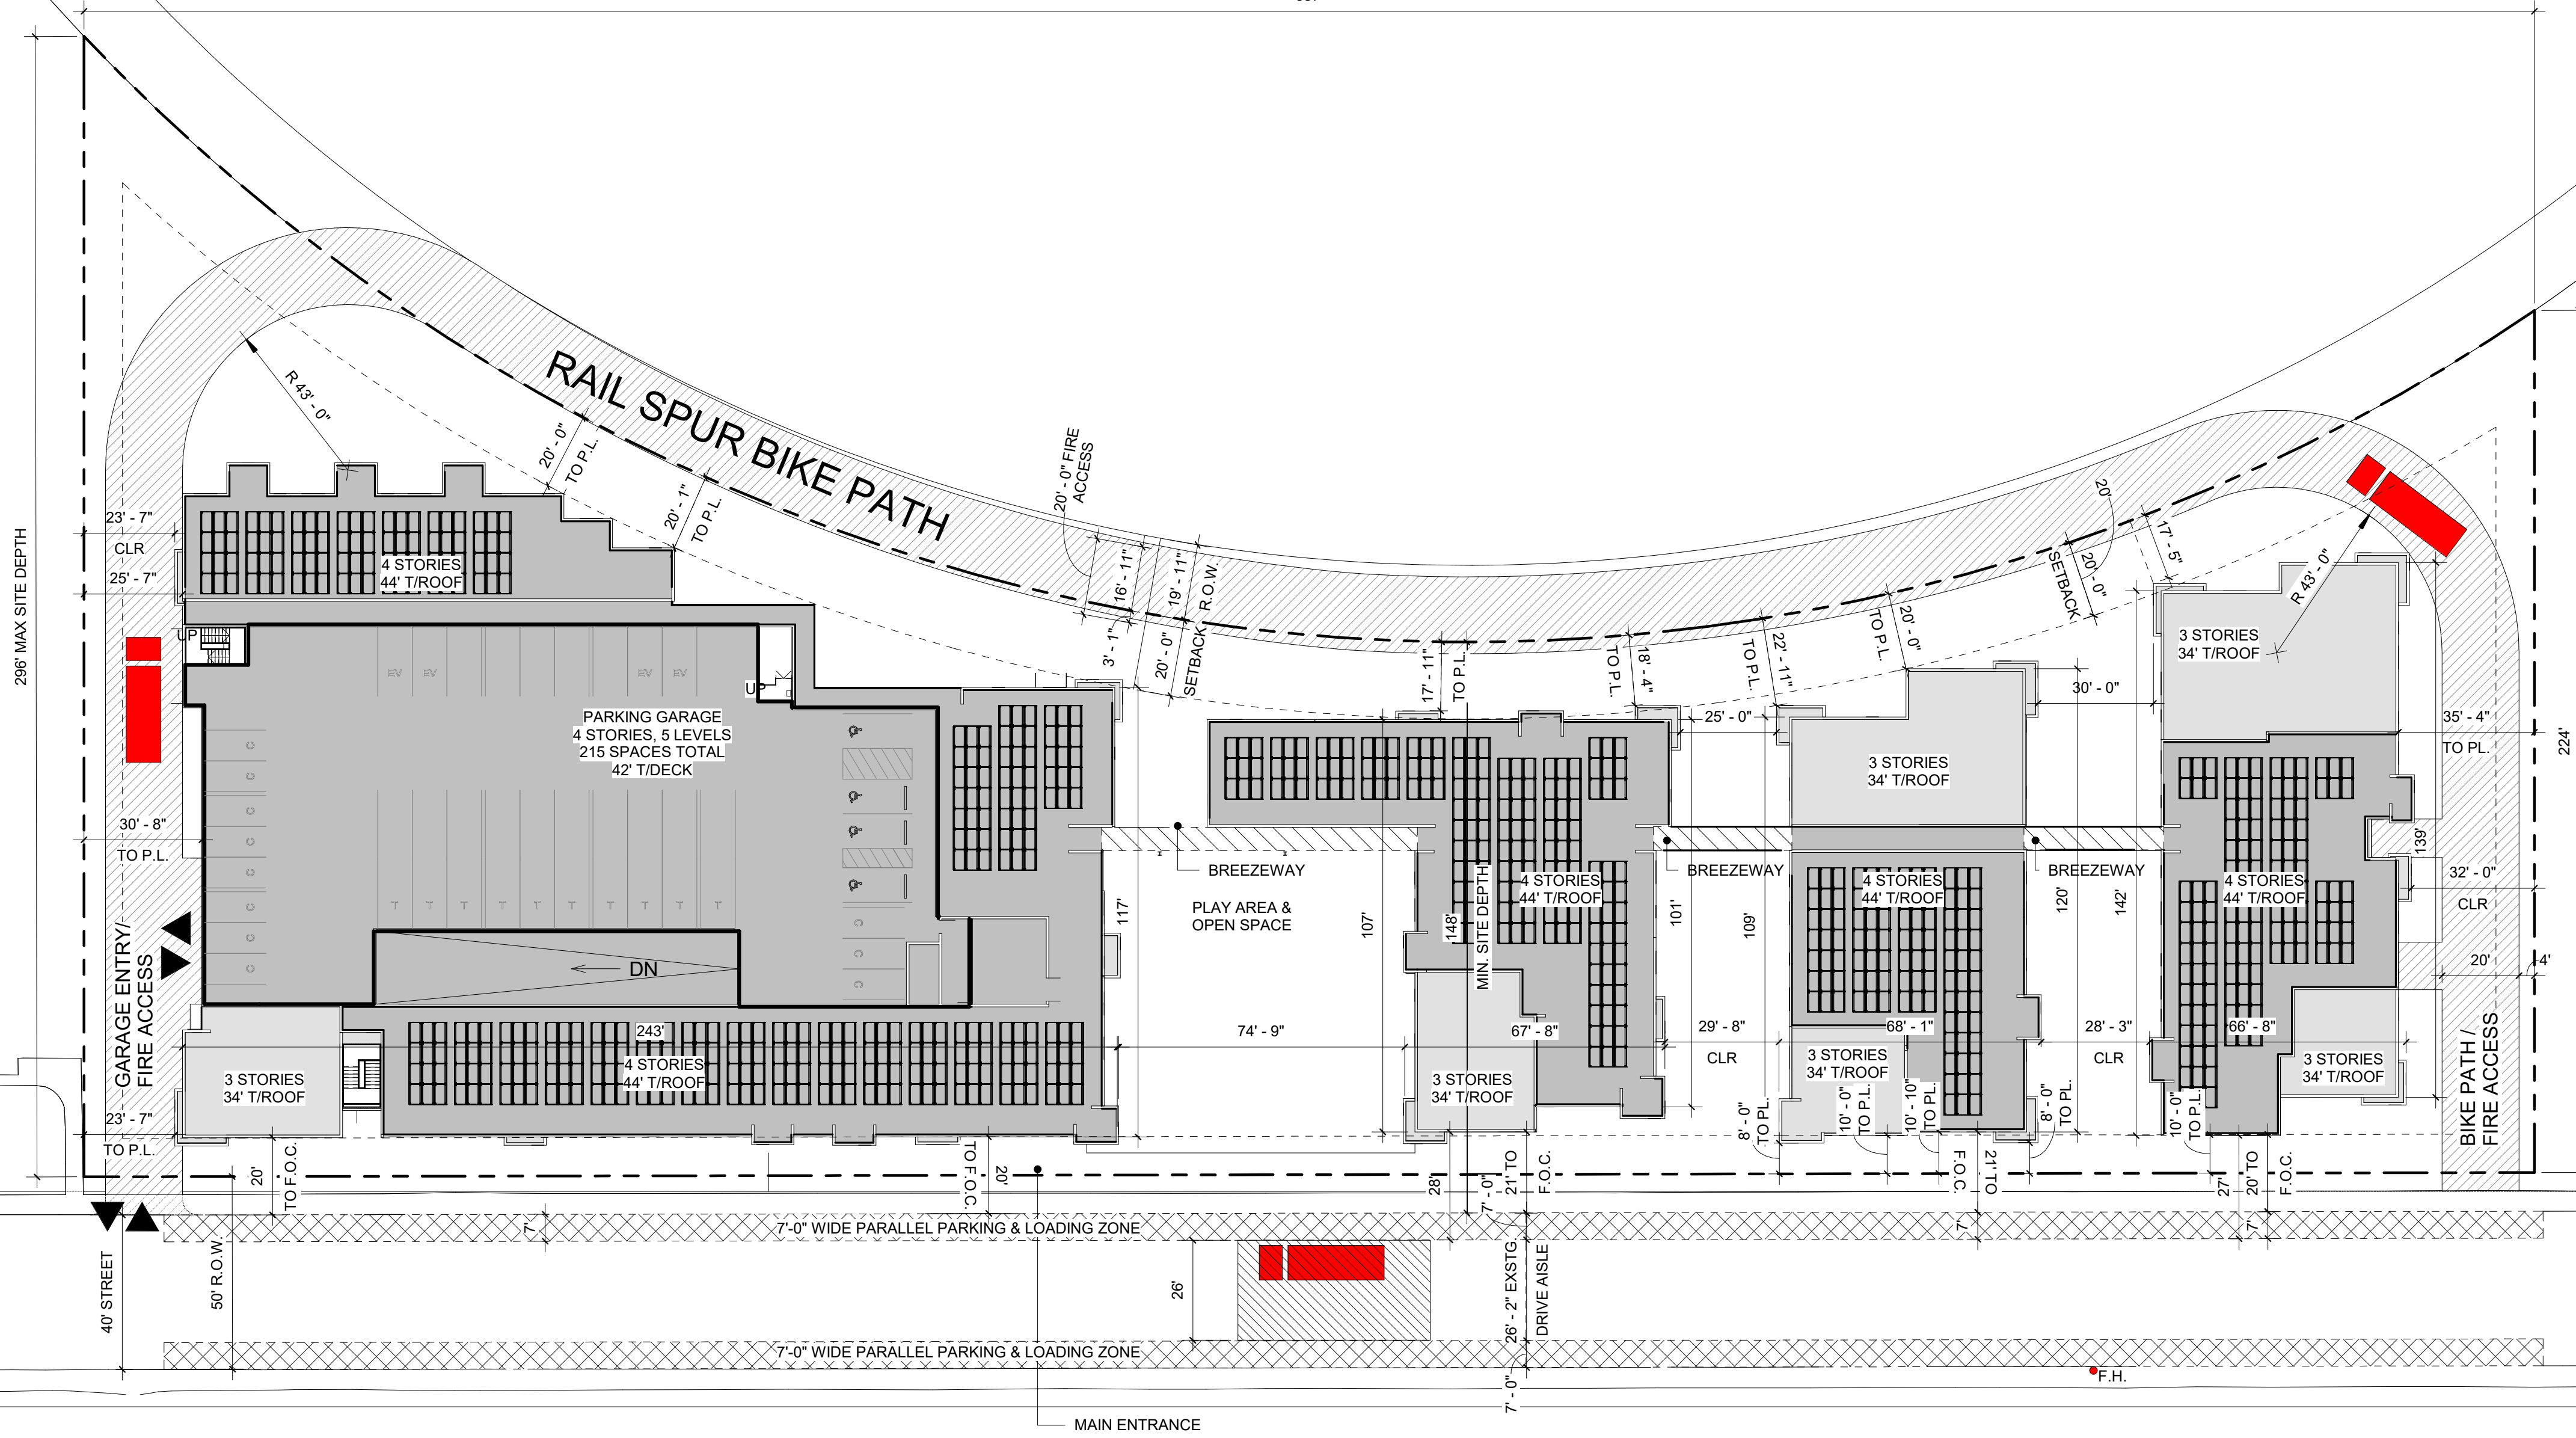 296' MAX SITE DEPTH
RAIL SPUR BIKE PATH
R 43' - 0"
20' - 0"
TO P.L.
20' - 1"
TO P.L.
20' - 0" FIRE
ACCESS
16' - 11"
3' - 1"
19' - 11"
R.O.W.
20' - 0"
SETBACK
23' - 7"
CLR
25' - 7"
4 STORIES
44' T/ROOF
UP
EV
EV
EV
EV
UP
PARKING GARAGE
4 STORIES, 5 LEVELS
215 SPACES TOTAL
42' T/DECK
C
C
C
C
C
C
C
C
T
T
T
T
T
T
T
T
T
T
C
C
C
DN
30' - 8"
TO P.L.
GARAGE ENTRY/
FIRE ACCESS
23' - 7"
TO P.L.
3 STORIES
34' T/ROOF
243'
4 STORIES
44' T/ROOF
117'
BREEZEWAY
PLAY AREA &
OPEN SPACE
74' - 9"
107'
17' - 11"
TO P.L.
148'
MIN. SITE DEPTH
4 STORIES
44' T/ROOF
3 STORIES
34' T/ROOF
67' - 8"
18' - 4"
TO P.L.
25' - 0"
22' - 11"
TO P.L.
BREEZEWAY
101'
109'
29' - 8"
CLR
20' - 0"
TO P.L.
3 STORIES
34' T/ROOF
4 STORIES
44' T/ROOF
68' - 1"
3 STORIES
34' T/ROOF
8' - 0"
TO P.L.
10' - 0"
TO P.L.
10' - 10"
TO PL.
8' - 0"
TO P.L.
20'
20' - 0"
SETBACK
17' - 5"
30' - 0"
BREEZEWAY
120'
142'
28' - 3"
CLR
R 43' - 0"
3 STORIES
34' T/ROOF
4 STORIES
44' T/ROOF
66' - 8"
3 STORIES
34' T/ROOF
10' - 0"
TO P.L.
35' - 4"
TO PL.
224'
139'
32' - 0"
CLR
20'
4'
BIKE PATH /
FIRE ACCESS
20'
TO F.O.C.
20'
TO F.O.C.
28'
7' - 0"
21' TO
F.O.C.
21' TO
F.O.C.
27'
20' TO
F.O.C.
7'
7'-0" WIDE PARALLEL PARKING & LOADING ZONE
7'
7'
40' STREET
50' R.O.W.
26'
26' - 2" EXSTG.
DRIVE AISLE
7'-0" WIDE PARALLEL PARKING & LOADING ZONE
7' - 0"
F.H.
MAIN ENTRANCE